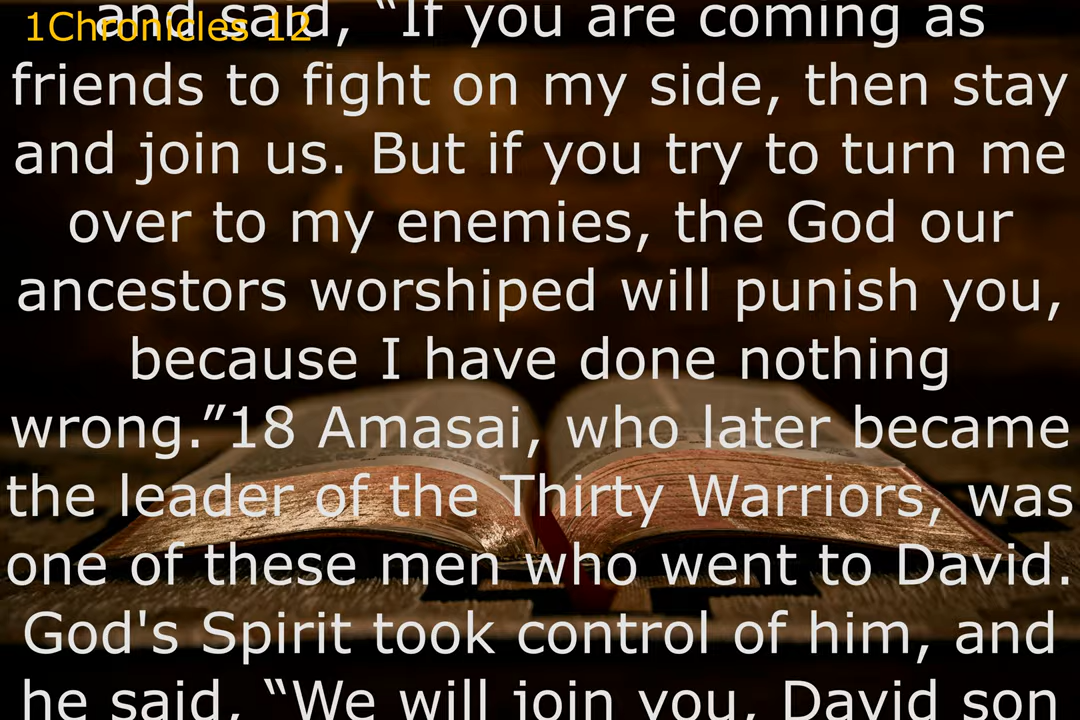 1Chronicles 12
and said, “If you are coming as
friends to fight on my side, then stay
and join us. But if you try to turn me
over to my enemies, the God our
ancestors worshiped will punish you,
because I have done nothing
wrong.”18 Amasai, who later became
the leader of the Thirty Warriors, was
one of these men who went to David.
God's Spirit took control of him, and
he said, “We will join you, David son